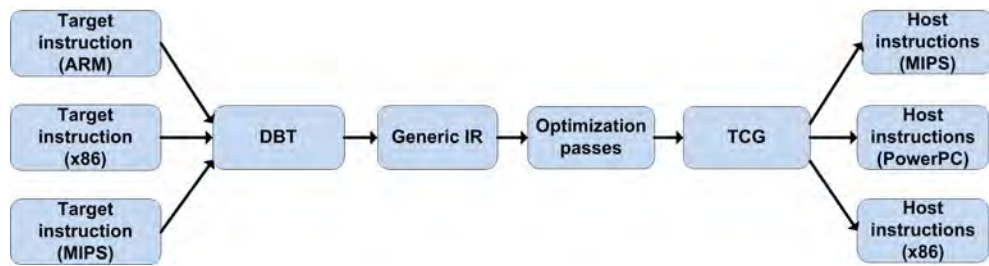 Target
instruction
(ARM)
Target
instruction
(x86)
Target
instruction
(MIPS)
DBT
Generic IR
Optimization
passes
TCG
Host
instructions
(MIPS)
Host
instructions
(PowerPC)
Host
instructions
(x86)